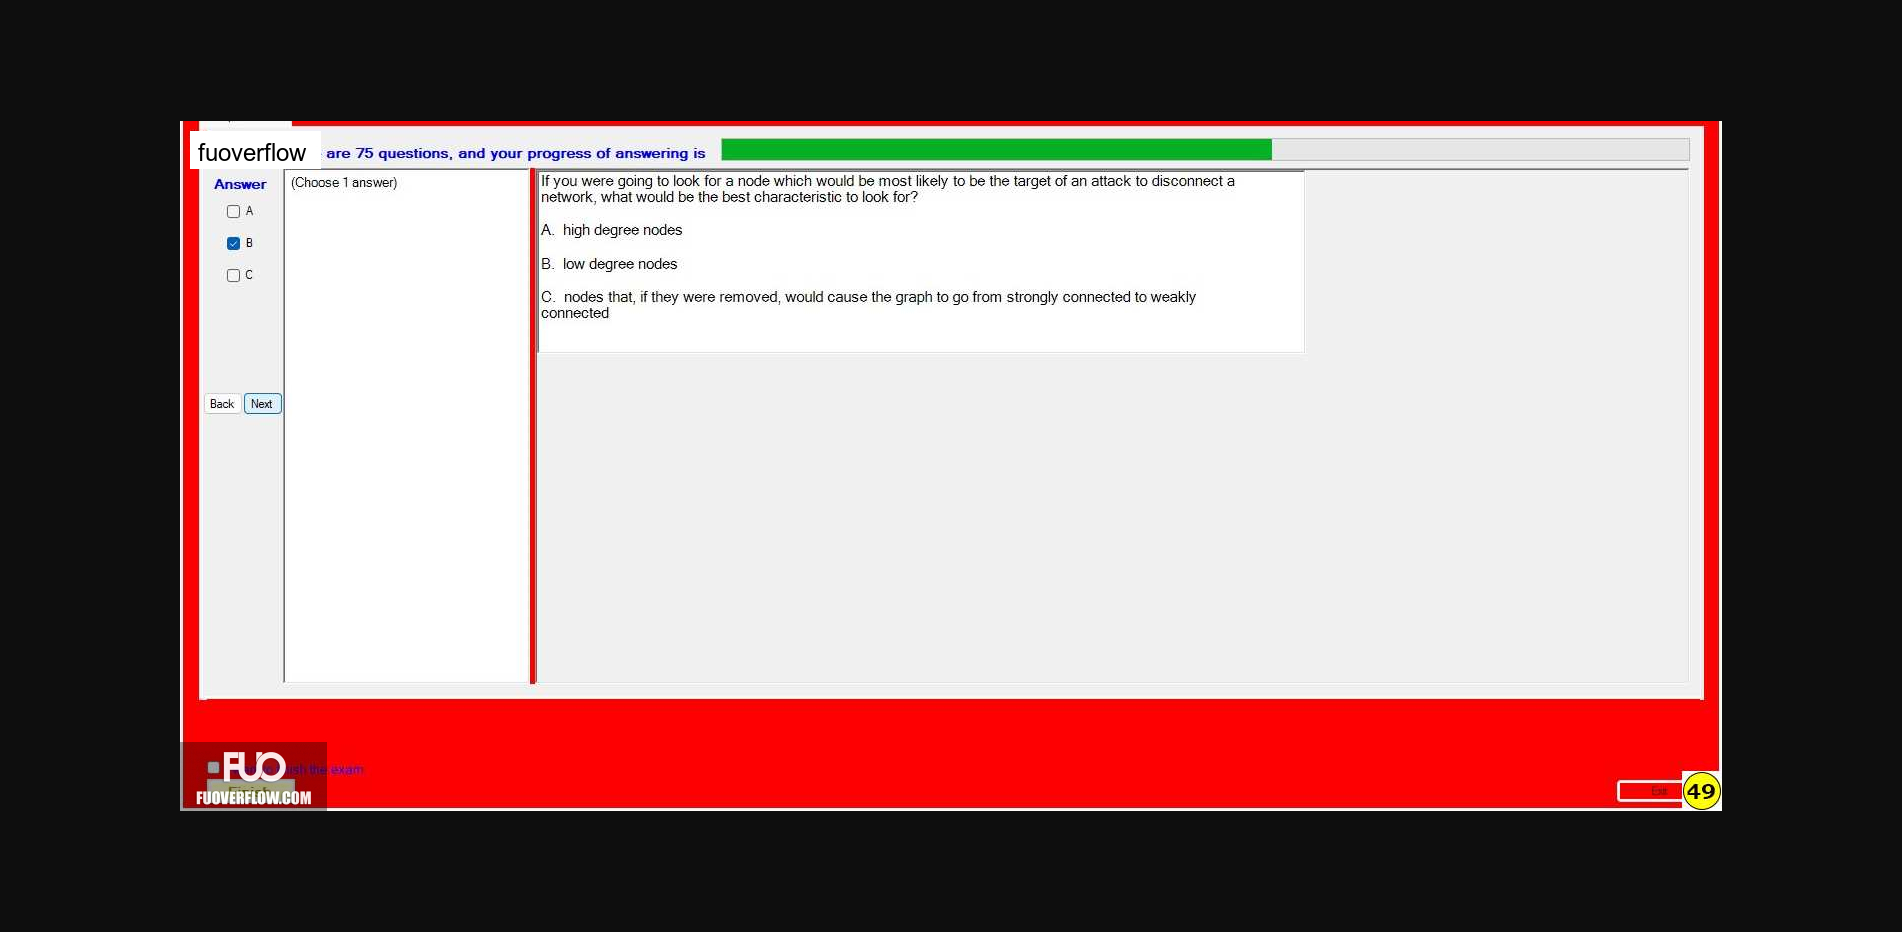 fuoverflow are 75 questions, and your progress of answering is
Answer
(Choose 1 answer)
A
B
C
Back Next
If you were going to look for a node which would be most likely to be the target of an attack to disconnect a
network, what would be the best characteristic to look for?
A. high degree nodes
B. low degree nodes
C. nodes that, if they were removed, would cause the graph to go from strongly connected to weakly
connected
FUO
the exam
Finish
FUOVERFLOW.COM
Exit
49